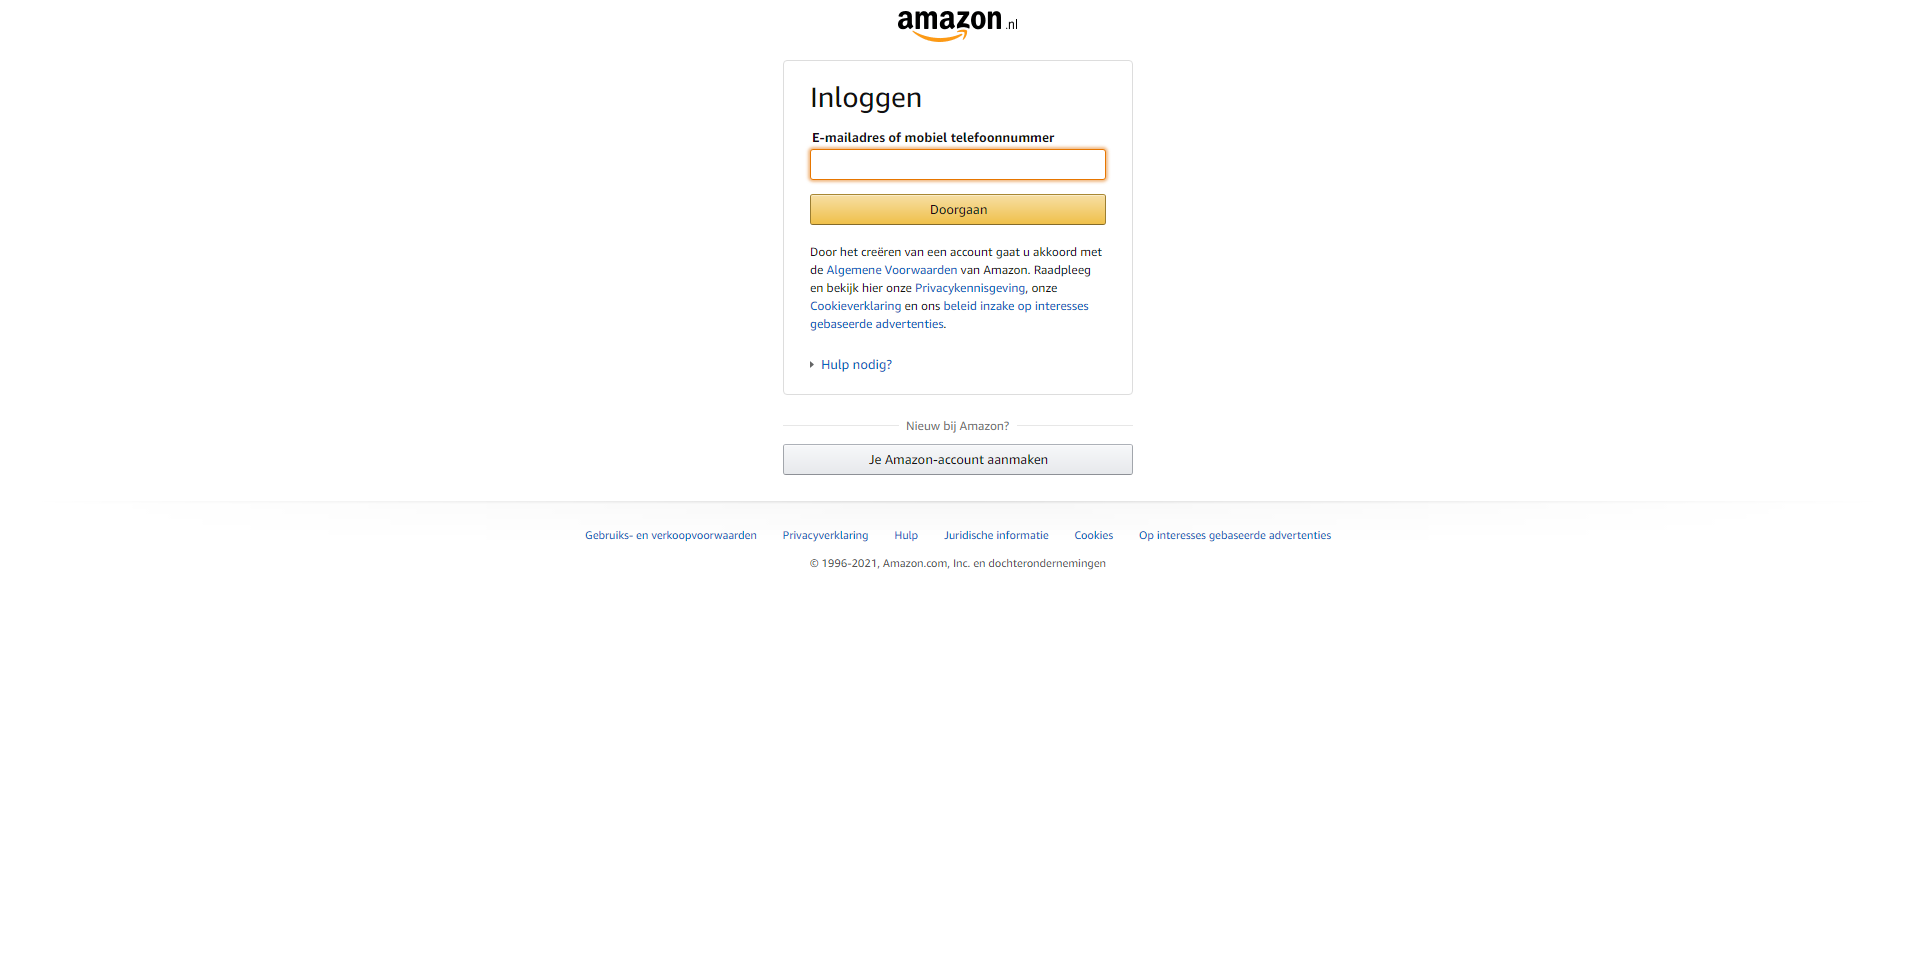 amazon.nl
Inloggen
E-mailadres of mobiel telefoonnummer
Doorgaan
Door het creëren van een account gaat u akkoord met
de Algemene Voorwaarden van Amazon. Raadpleeg
en bekijk hier onze Privacykennisgeving, onze
Cookieverklaring en ons beleid inzake op interesses
gebaseerde advertenties.
Hulp nodig?
Nieuw bij Amazon?
Je Amazon-account aanmaken
Gebruiks- en verkoopvoorwaarden Privacyverklaring Hulp Juridische informatie Cookies Op interesses gebaseerde advertenties
© 1996-2021, Amazon.com, Inc. en dochterondernemingen